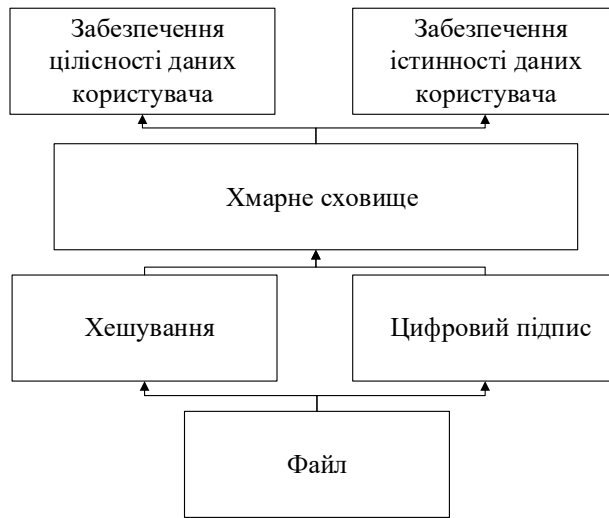 Забезпечення
цілісності даних
користувача
Забезпечення
істинності даних
користувача
Хмарне сховище
Хешування
Цифровий підпис
Файл